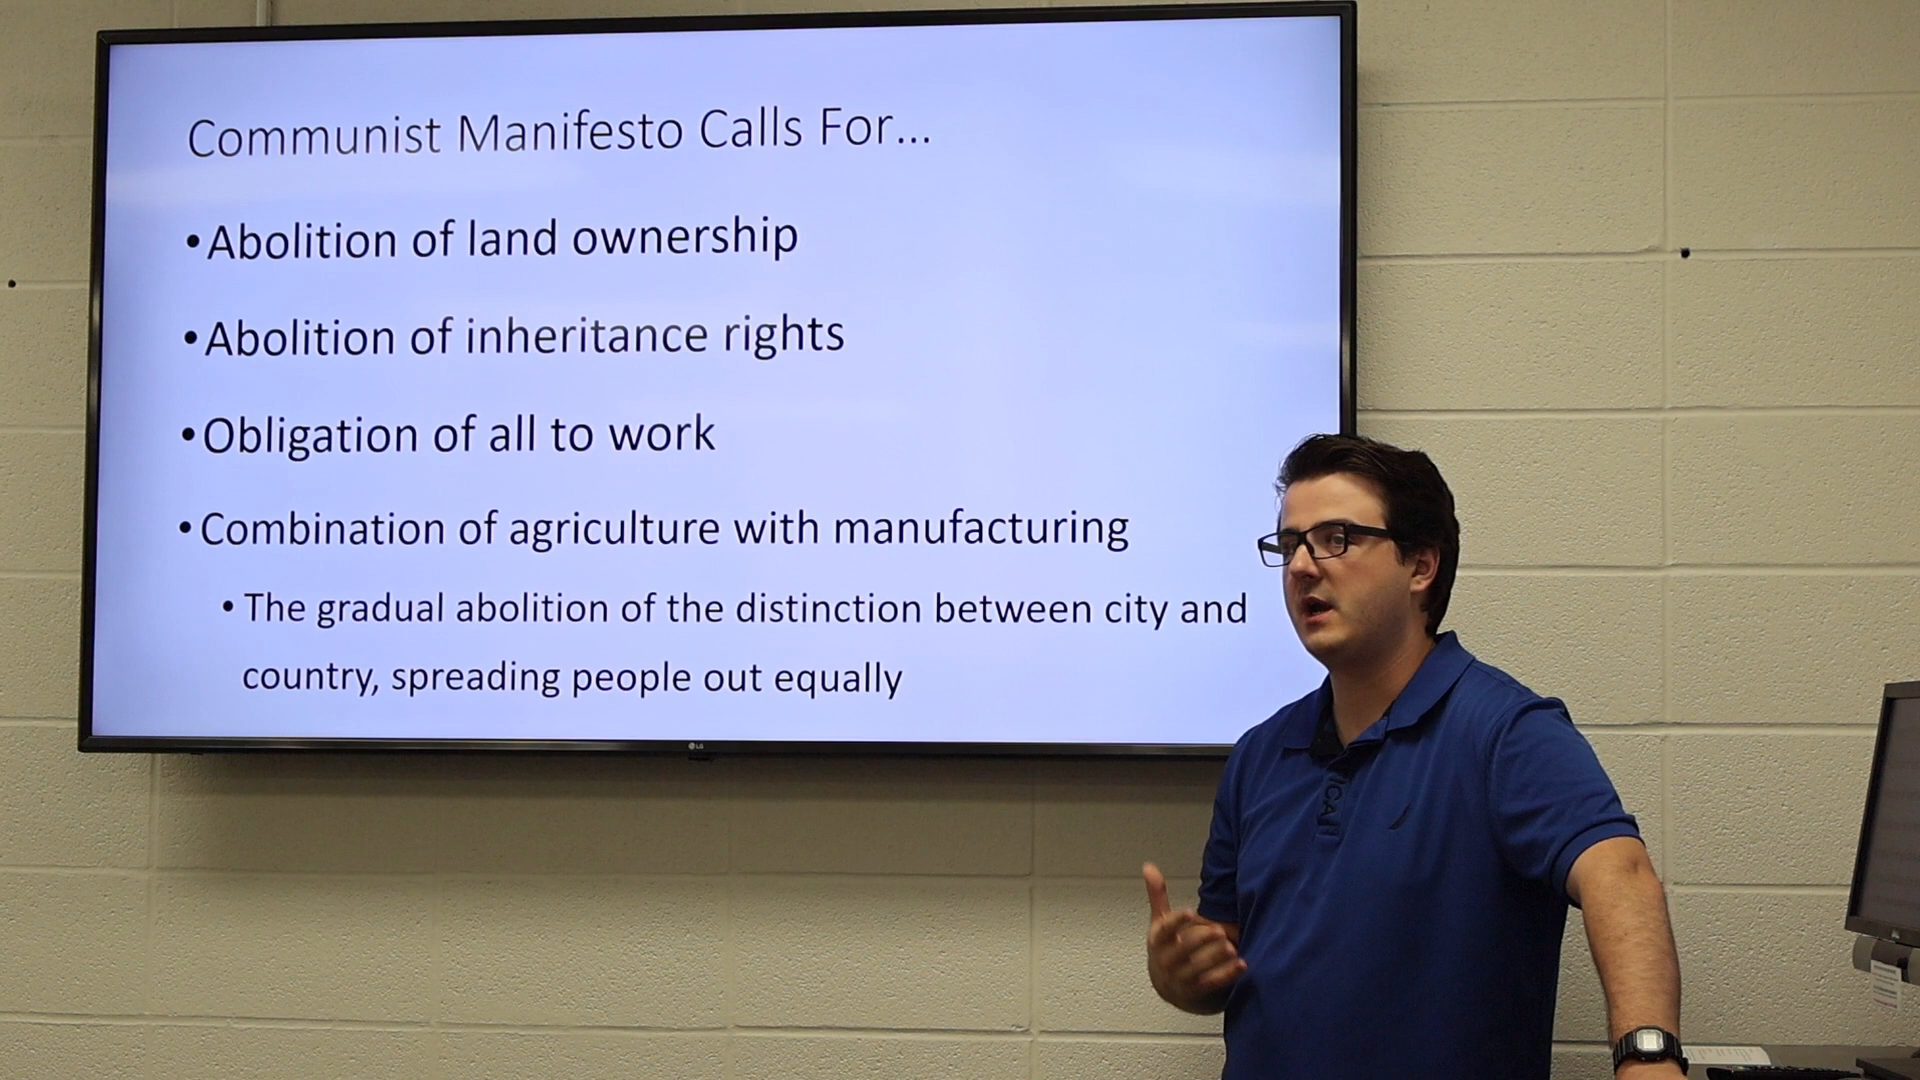 Communist Manifesto Calls For...
•Abolition of land ownership
•Abolition of inheritance rights
•Obligation of all to work
•Combination of agriculture with manufacturing
•The gradual abolition of the distinction between city and
country, spreading people out equally
LG